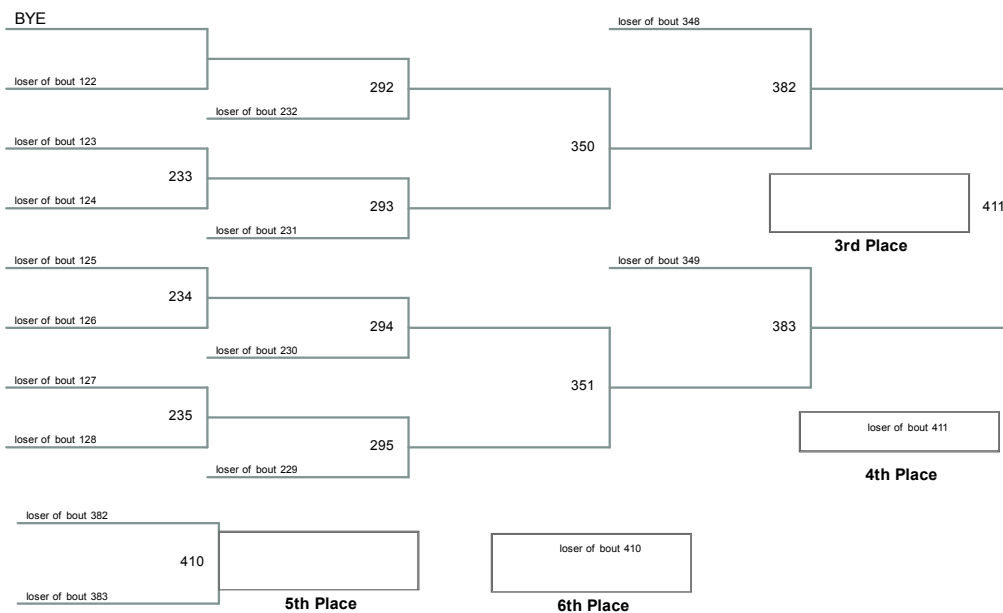 BYE
loser of bout 348
loser of bout 122
292
382
loser of bout 232
loser of bout 123
350
233
loser of bout 124
293
411
loser of bout 231
3rd Place
loser of bout 125
loser of bout 349
234
loser of bout 126
294
383
loser of bout 230
loser of bout 127
351
235
loser of bout 128
295
loser of bout 411
loser of bout 229
4th Place
loser of bout 382
410
loser of bout 410
loser of bout 383
5th Place
6th Place